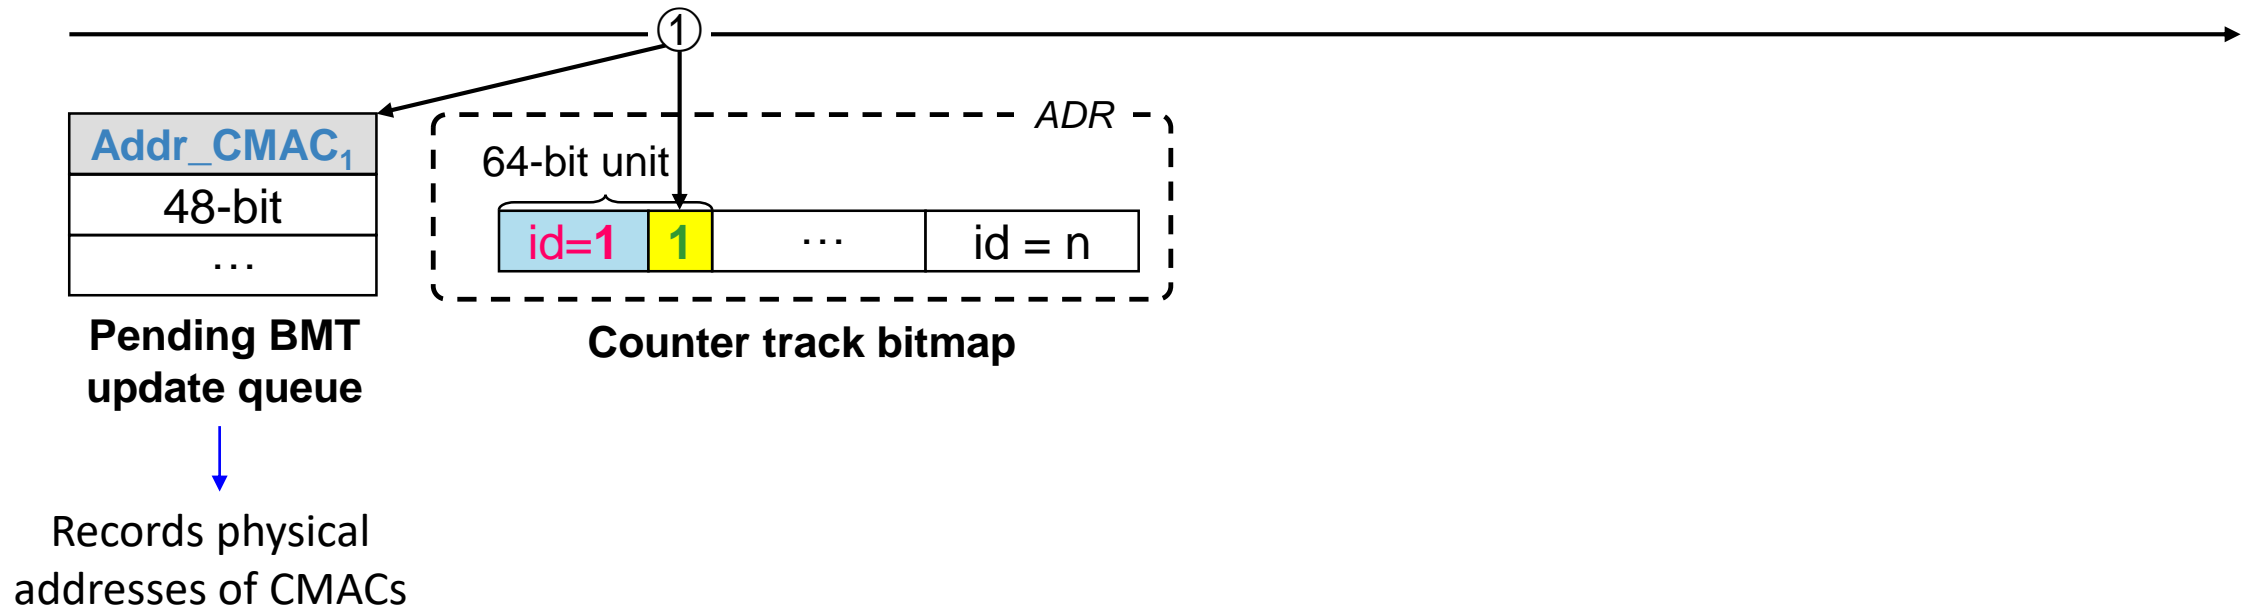 1
Addr_CMAC₁
48-bit
...
Pending BMT
update queue
Records physical
addresses of CMACs
ADR
64-bit unit
id=1 1 ... id = n
Counter track bitmap